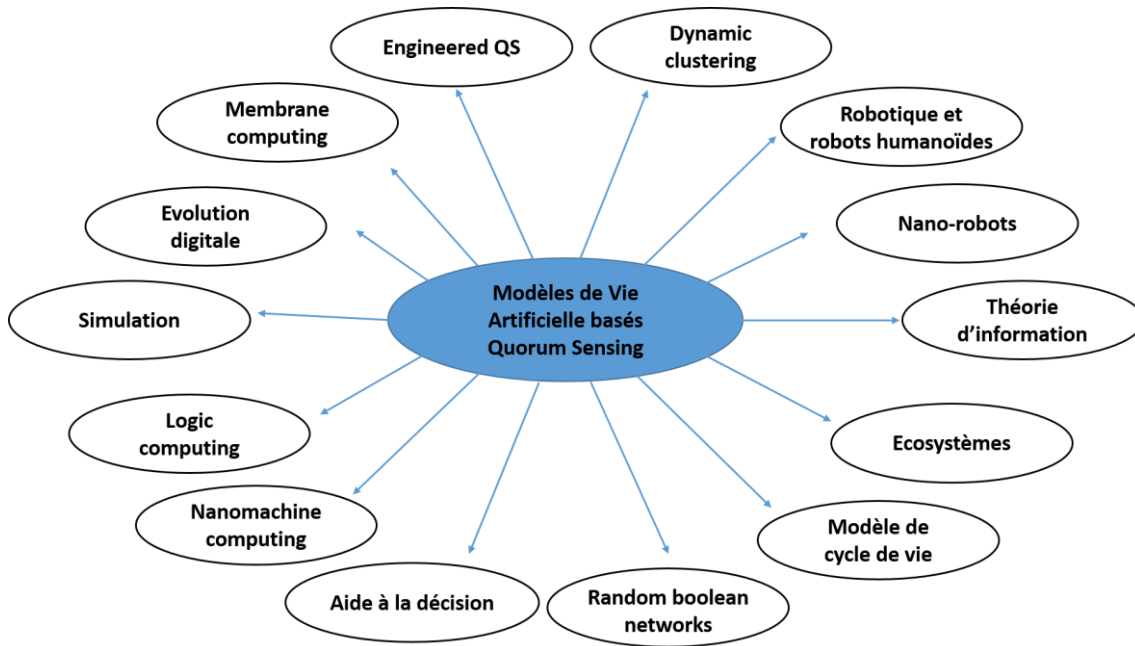 Engineered QS
Dynamic
clustering
Membrane
computing
Robotique et
robots humanoïdes
Evolution
digitale
Nano-robots
Simulation
Modèles de Vie
Artificielle basés
Quorum Sensing
Théorie
d'information
Logic
computing
Ecosystèmes
Nanomachine
computing
Modèle de
cycle de vie
Aide à la décision
Random boolean
networks